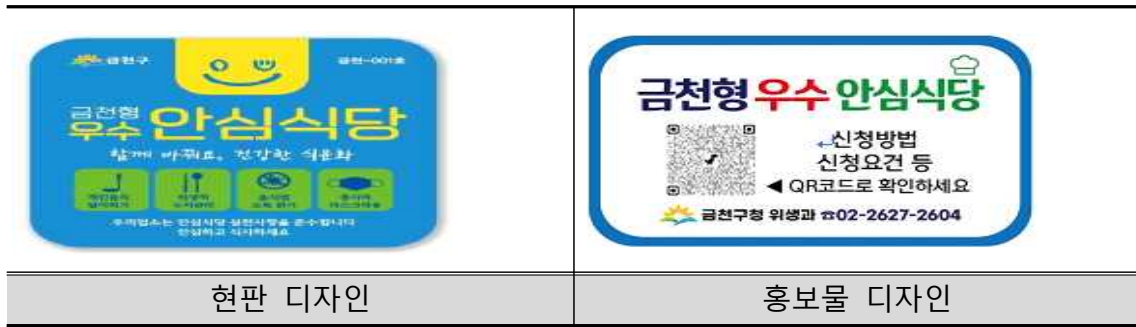 금천구
금천-001호
금천형
우수 안심식당
함께 바꿔요, 건강한 식문화
우리업소는 안심식당 실천사항을 준수합니다
안심하고 식사하세요
금천형 우수 안심식당
신청방법
신청요건 등
◀ QR코드로 확인하세요
금천구청 위생과 ☎02-2627-2604
현판 디자인
홍보물 디자인